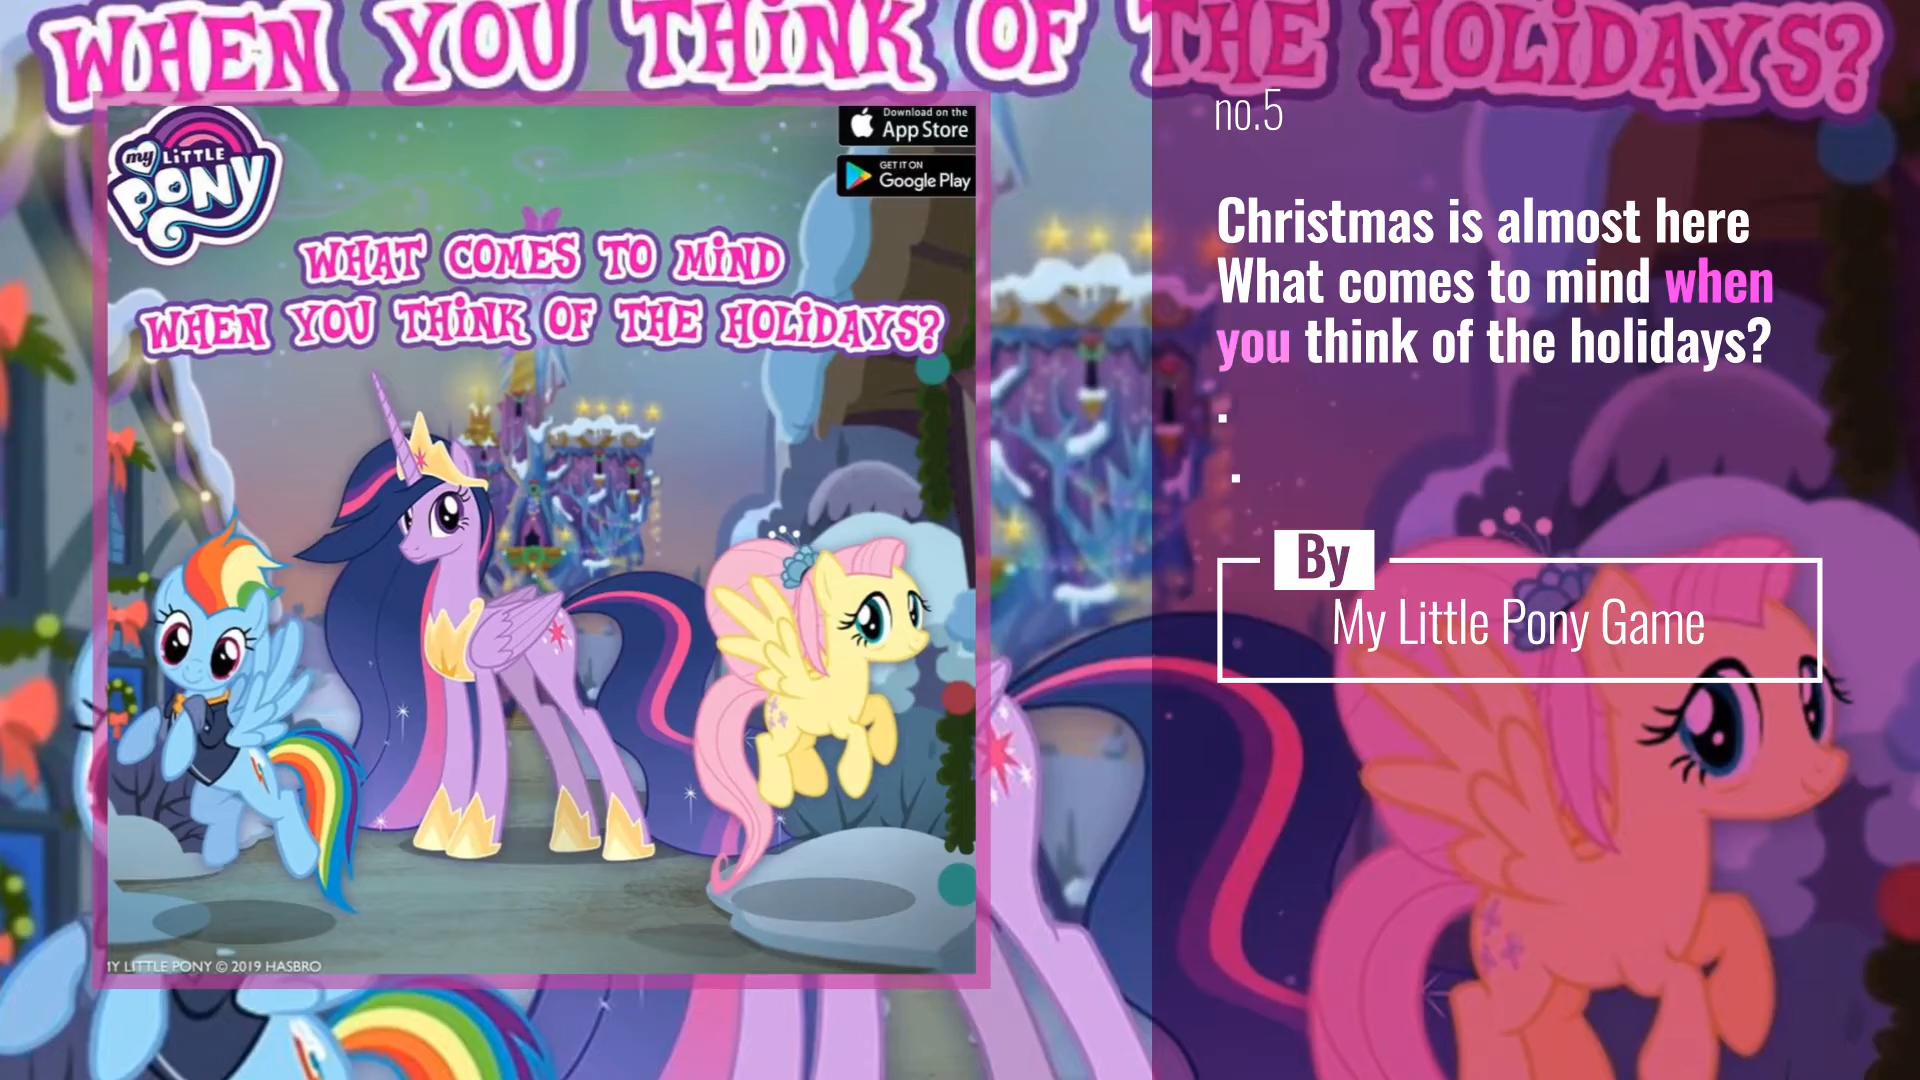 WHEN YOU THINK OF THE HOLIDAYS?
my LITTLE
PONY
Download on the
App Store
GET IT ON
Google Play
WHAT COMES TO MIND
WHEN YOU THINK OF THE HOLIDAYS?
IY LITTLE PONY © 2019 HASBRO
no.5
Christmas is almost here
What comes to mind when
you think of the holidays?
.
.
By
My Little Pony Game